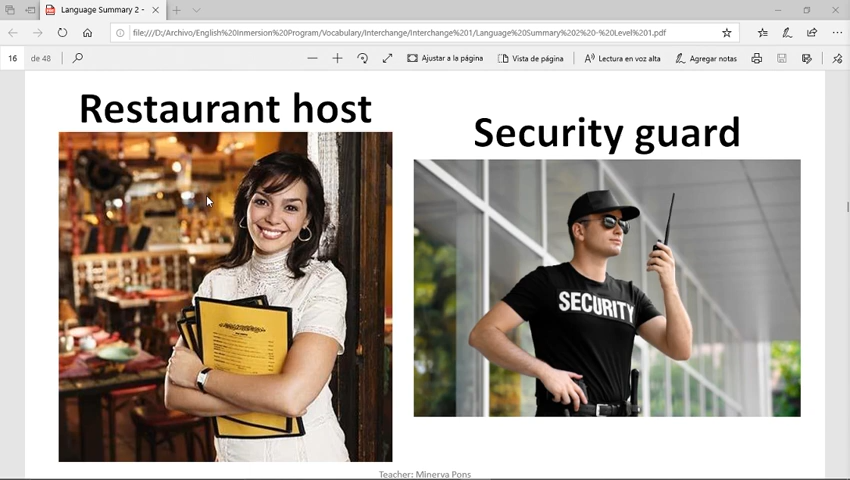 Language Summary 2 -
file:///D:/Archivo/English%20Inmersion%20Program/Vocabulary/Interchange/Interchange%201/Language%20Summary%202%20-%20Level%201.pdf
16 de 48 Ajustar a la página Vista de página Lectura en voz alta Agregar notas
Restaurant host
Security guard
SECURITY
Teacher: Minerva Pons